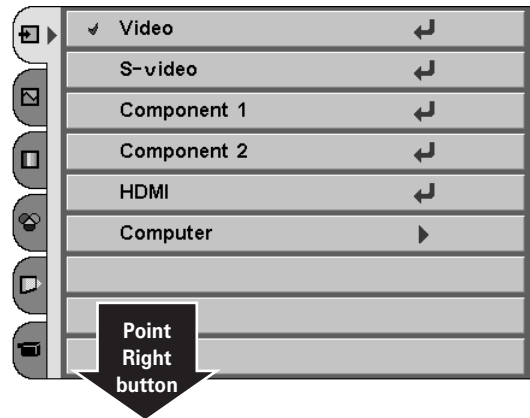 Video
S-video
Component 1
Component 2
HDMI
Computer
Point
Right
button